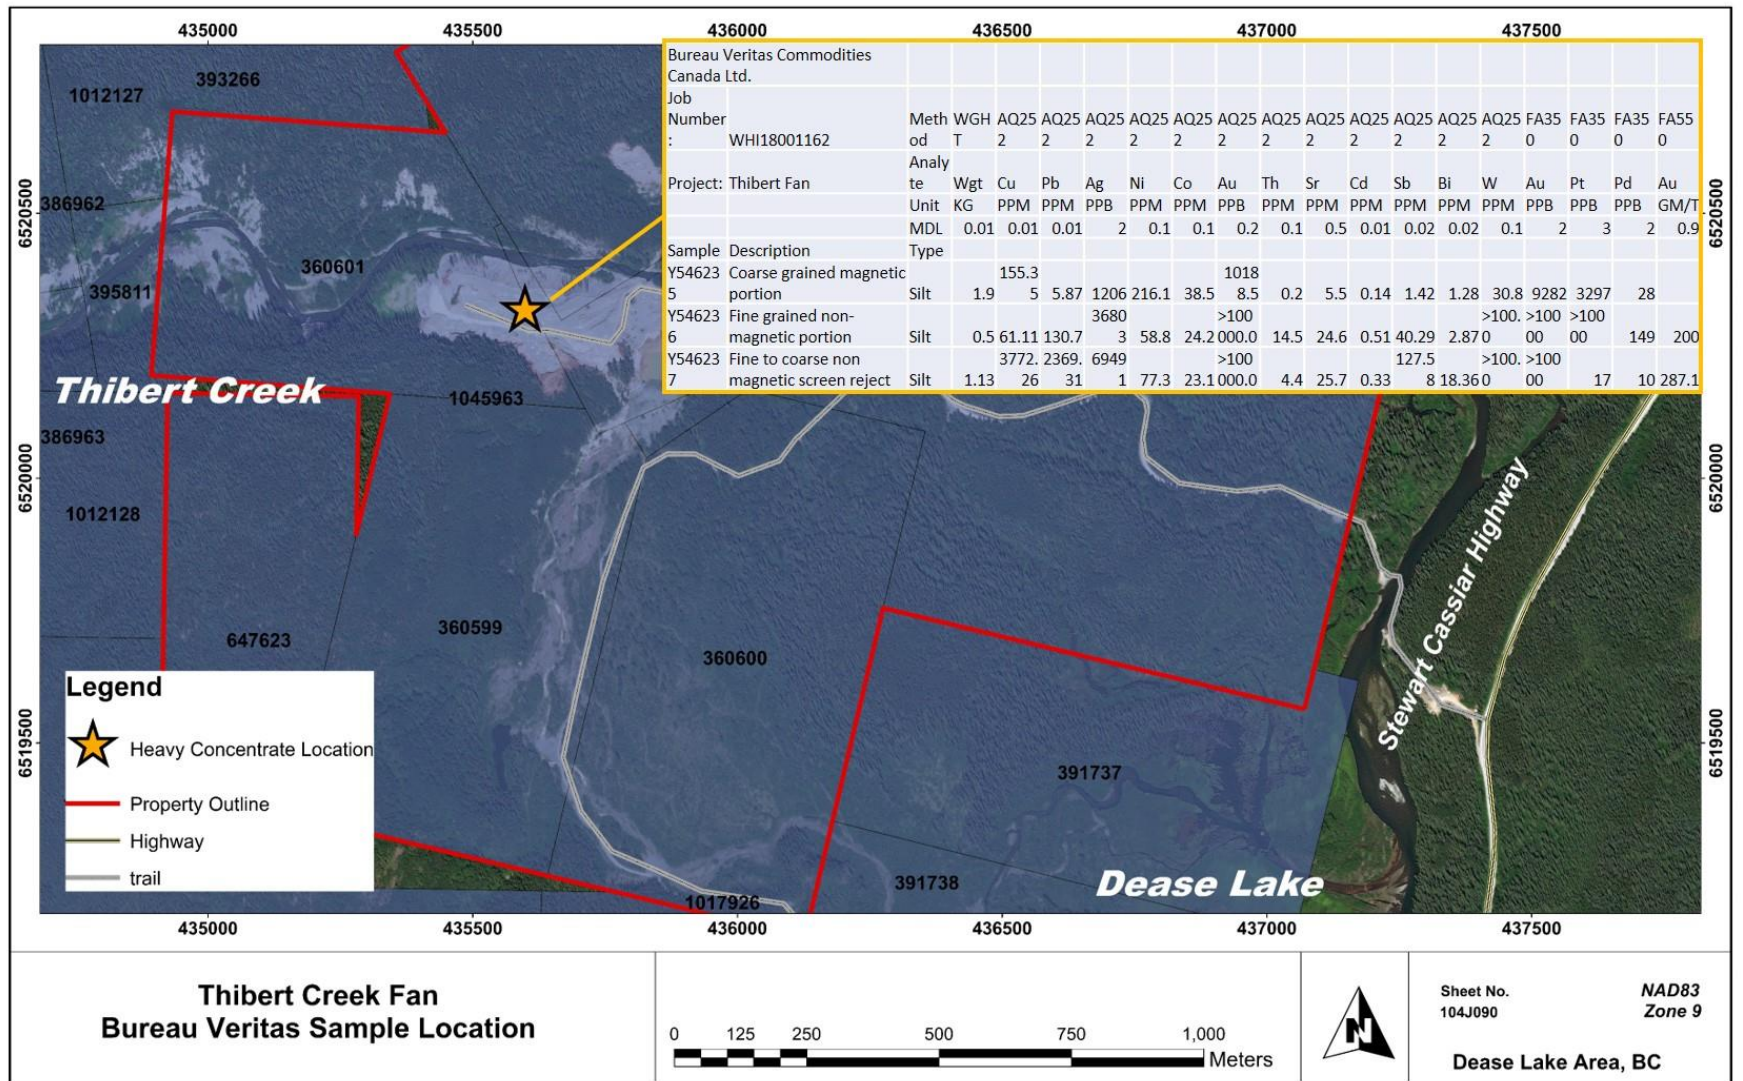 435000 435500 436000 436500 437000 437500
Bureau Veritas Commodities
Canada Ltd.
Job
Number
:
WHI18001162
Meth
od
WGH
T
AQ25
2
AQ25
2
AQ25
2
AQ25
2
AQ25
2
AQ25
2
AQ25
2
AQ25
2
AQ25
2
AQ25
2
AQ25
2
AQ25
2
FA35
0
FA35
0
FA35
0
FA55
0
Project: Thibert Fan
Analy
te
Wgt Cu Pb Ag Ni Co Au Th Sr Cd Sb Bi W Au Pt Pd Au
Unit KG PPM PPM PPB PPM PPM PPB PPM PPM PPM PPM PPM PPM PPB PPB PPB GM/T
MDL 0.01 0.01 0.01 2 0.1 0.1 0.2 0.1 0.5 0.01 0.02 0.02 0.1 2 3 2 0.9
Sample Description Type
Y54623 Coarse grained magnetic 155.3 1018
5 portion Silt 1.9 5 5.87 1206 216.1 38.5 8.5 0.2 5.5 0.14 1.42 1.28 30.8 9282 3297 28
Y54623 Fine grained non- 3680 >100 >100. >100 >100
6 magnetic portion Silt 0.5 61.11 130.7 3 58.8 24.2 000.0 14.5 24.6 0.51 40.29 2.87 0 00 00 149 200
Y54623 Fine to coarse non 3772. 2369. 6949 >100 127.5 >100. >100
7 magnetic screen reject Silt 1.13 26 31 1 77.3 23.1 000.0 4.4 25.7 0.33 8 18.36 0 00 17 10 287.1
6520500
6520500
6520000
6520000
6519500
6519500
393266
1012127
386962
360601
395811
Thibert Creek
1045963
386963
1012128
647623
360599
360600
Stewart Cassiar Highway
391737
391738
Dease Lake
1017926
Legend
Heavy Concentrate Location
Property Outline
Highway
trail
435000 435500 436000 436500 437000 437500
Thibert Creek Fan
Bureau Veritas Sample Location
0 125 250 500 750 1,000
Meters
N
Sheet No.
104J090
NAD83
Zone 9
Dease Lake Area, BC